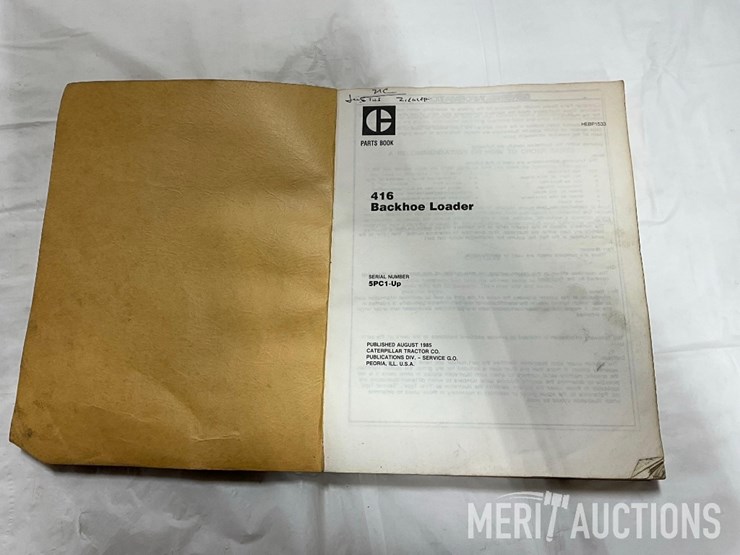 HEBP1533
PARTS BOOK
416
Backhoe Loader
SERIAL NUMBER
5PC1-Up
PUBLISHED AUGUST 1985
CATERPILLAR TRACTOR CO.
PUBLICATIONS DIV. – SERVICE G.O.
PEORIA, ILL. U.S.A.
MERIT AUCTIONS